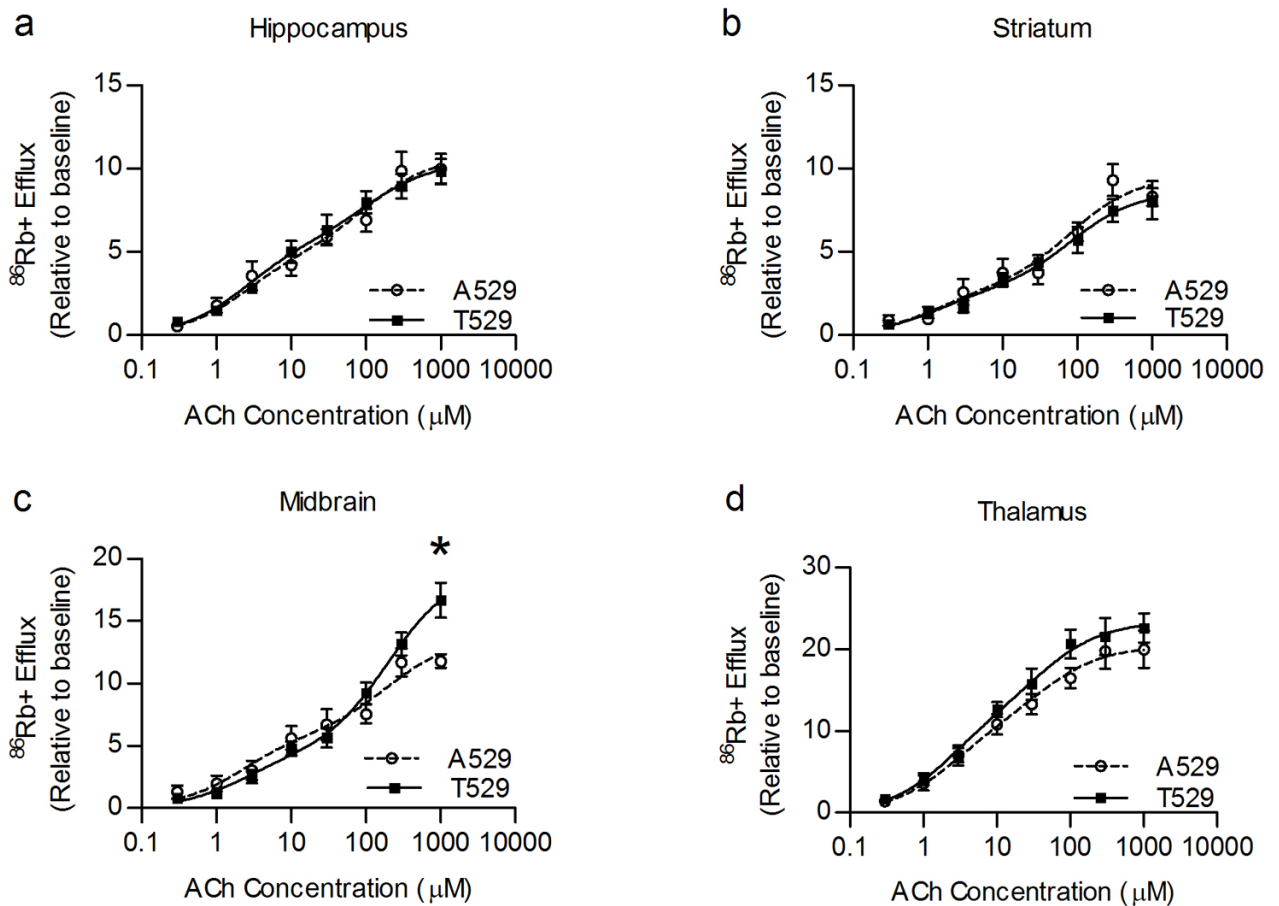 a
Hippocampus
15
10
5
0
⁸⁶Rb+ Efflux
(Relative to baseline)
A529
T529
0.1 1 10 100 1000 10000
ACh Concentration (μM)
b
Striatum
15
10
5
0
⁸⁶Rb+ Efflux
(Relative to baseline)
A529
T529
0.1 1 10 100 1000 10000
ACh Concentration (μM)
c
Midbrain
20
15
10
5
0
⁸⁶Rb+ Efflux
(Relative to baseline)
*
A529
T529
0.1 1 10 100 1000 10000
ACh Concentration (μM)
d
Thalamus
30
20
10
0
⁸⁶Rb+ Efflux
(Relative to baseline)
A529
T529
0.1 1 10 100 1000 10000
ACh Concentration (μM)